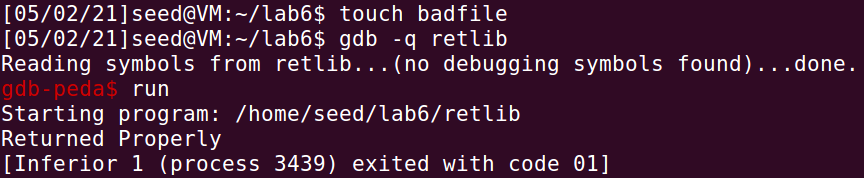 [05/02/21]seed@VM:~/lab6$ touch badfile
[05/02/21]seed@VM:~/lab6$ gdb -q retlib
Reading symbols from retlib...(no debugging symbols found)...done.
gdb-peda$ run
Starting program: /home/seed/lab6/retlib
Returned Properly
[Inferior 1 (process 3439) exited with code 01]